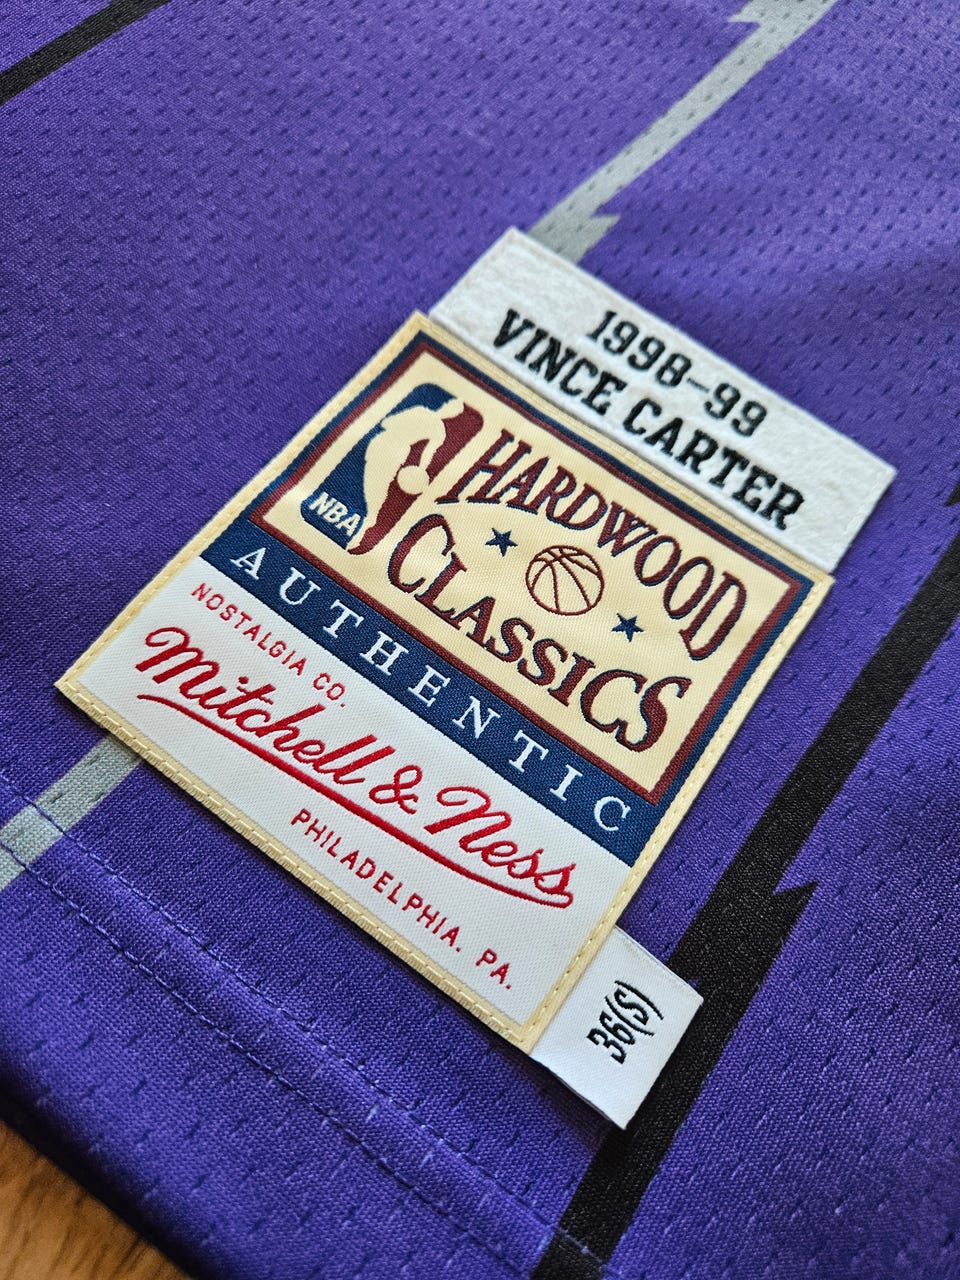 1998-99
VINCE CARTER
NBA
HARDWOOD
CLASSICS
AUTHENTIC
NOSTALGIA CO.
Mitchell & Ness
PHILADELPHIA. PA.
36(S)